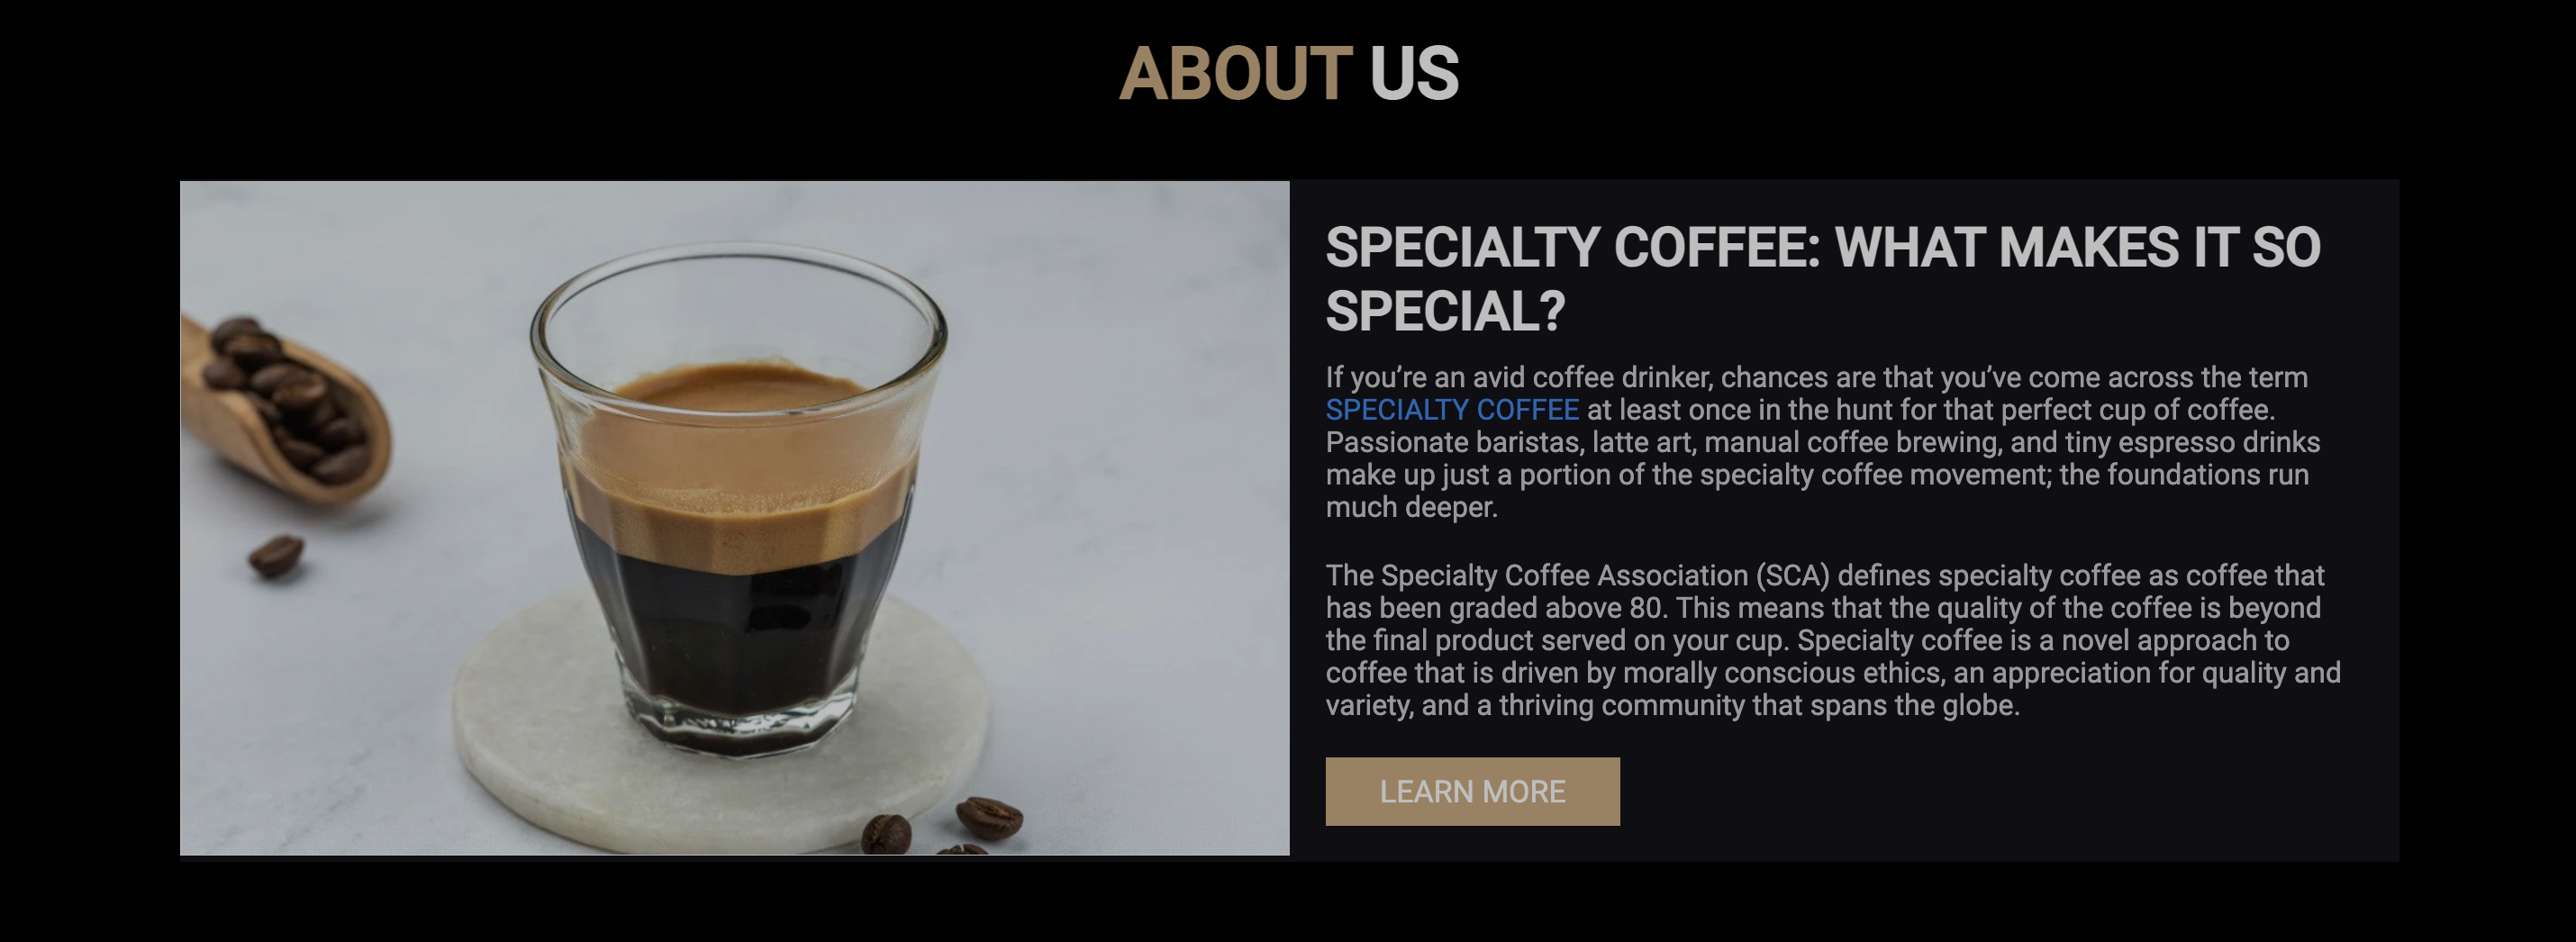 ABOUT US
SPECIALTY COFFEE: WHAT MAKES IT SO
SPECIAL?
If you’re an avid coffee drinker, chances are that you’ve come across the term
SPECIALTY COFFEE at least once in the hunt for that perfect cup of coffee.
Passionate baristas, latte art, manual coffee brewing, and tiny espresso drinks
make up just a portion of the specialty coffee movement; the foundations run
much deeper.
The Specialty Coffee Association (SCA) defines specialty coffee as coffee that
has been graded above 80. This means that the quality of the coffee is beyond
the final product served on your cup. Specialty coffee is a novel approach to
coffee that is driven by morally conscious ethics, an appreciation for quality and
variety, and a thriving community that spans the globe.
LEARN MORE